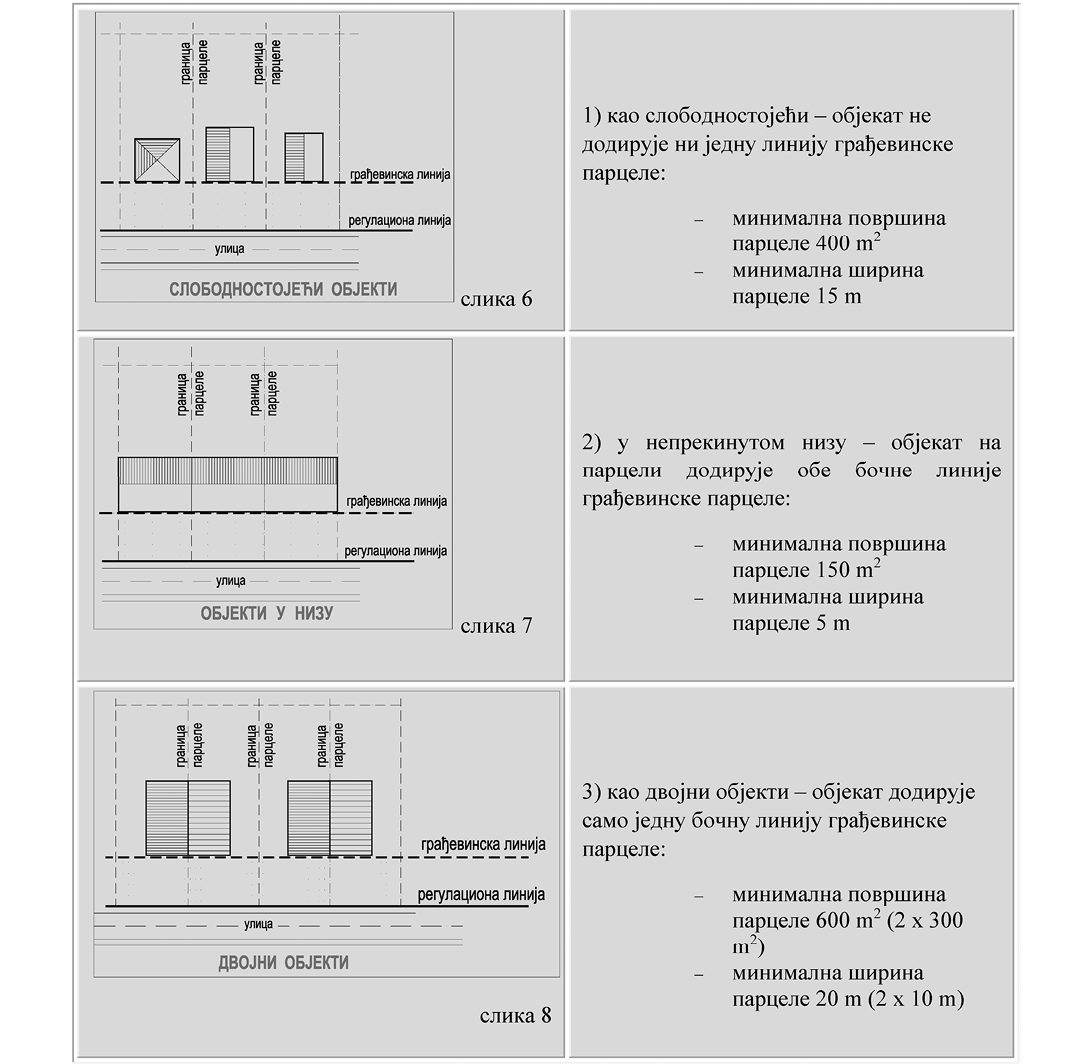 граница
парцеле
граница
парцеле
грађевинска линија
регулациона линија
улица
СЛОБОДНОСТОЈЕЋИ ОБЈЕКТИ
слика 6
1) као слободностојећи – објекат не
додирује ни једну линију грађевинске
парцеле:
– минимална површина
парцеле 400 m²
– минимална ширина
парцеле 15 m
граница
парцеле
граница
парцеле
грађевинска линија
регулациона линија
улица
ОБЈЕКТИ У НИЗУ
слика 7
2) у непрекинутом низу – објекат на
парцели додирује обе бочне линије
грађевинске парцеле:
– минимална површина
парцеле 150 m²
– минимална ширина
парцеле 5 m
граница
парцеле
граница
парцеле
граница
парцеле
грађевинска линија
регулациона линија
улица
ДВОЈНИ ОБЈЕКТИ
слика 8
3) као двојни објекти – објекат додирује
само једну бочну линију грађевинске
парцеле:
– минимална површина
парцеле 600 m² (2 x 300
m²)
– минимална ширина
парцеле 20 m (2 x 10 m)